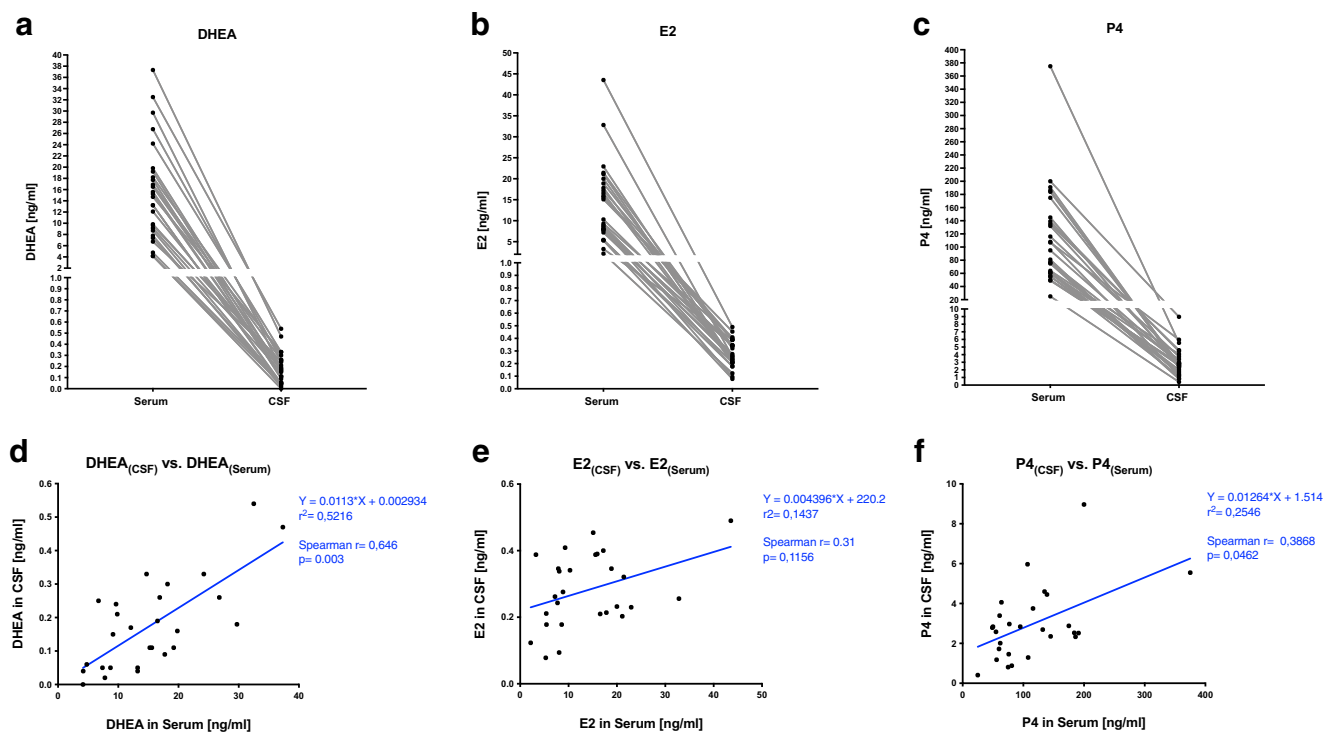 a
DHEA
DHEA [ng/ml]
40
38
36
34
32
30
28
26
24
22
20
18
16
14
12
10
8
6
4
2
1.0
0.9
0.8
0.7
0.6
0.5
0.4
0.3
0.2
0.1
0.0
Serum CSF
b
E2
E2 [ng/ml]
50
45
40
35
30
25
20
15
10
5
1.0
0.9
0.8
0.7
0.6
0.5
0.4
0.3
0.2
0.1
0.0
Serum CSF
c
P4
P4 [ng/ml]
400
380
360
340
320
300
280
260
240
220
200
180
160
140
120
100
80
60
40
20
10
9
8
7
6
5
4
3
2
1
0
Serum CSF
d
DHEA(CSF) vs. DHEA(Serum)
Y = 0.0113*X + 0.002934
r²= 0,5216
Spearman r= 0,646
p= 0.003
DHEA in CSF [ng/ml]
0.6
0.5
0.4
0.3
0.2
0.1
0.0
0 10 20 30 40
DHEA in Serum [ng/ml]
e
E2(CSF) vs. E2(Serum)
Y = 0.004396*X + 220.2
r2= 0,1437
Spearman r= 0.31
p= 0,1156
E2 in CSF [ng/ml]
0.6
0.4
0.2
0.0
0 10 20 30 40 50
E2 in Serum [ng/ml]
f
P4(CSF) vs. P4(Serum)
Y = 0.01264*X + 1.514
r²= 0,2546
Spearman r= 0,3868
p= 0,0462
P4 in CSF [ng/ml]
10
8
6
4
2
0
0 100 200 300 400
P4 in Serum [ng/ml]